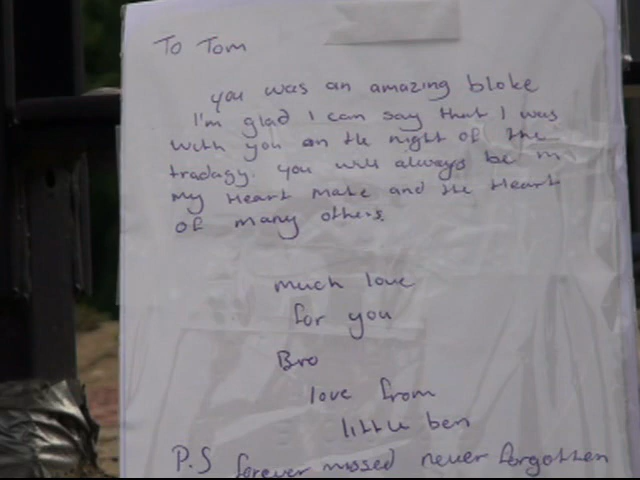 To Tom
you was an amazing bloke
I'm glad I can say that I was
with you on the night of the
tradagy. you will always be in
my Heart mate and the Heart
of many others.
much love
for you
Bro
love from
little ben
P.S forever missed never forgotten